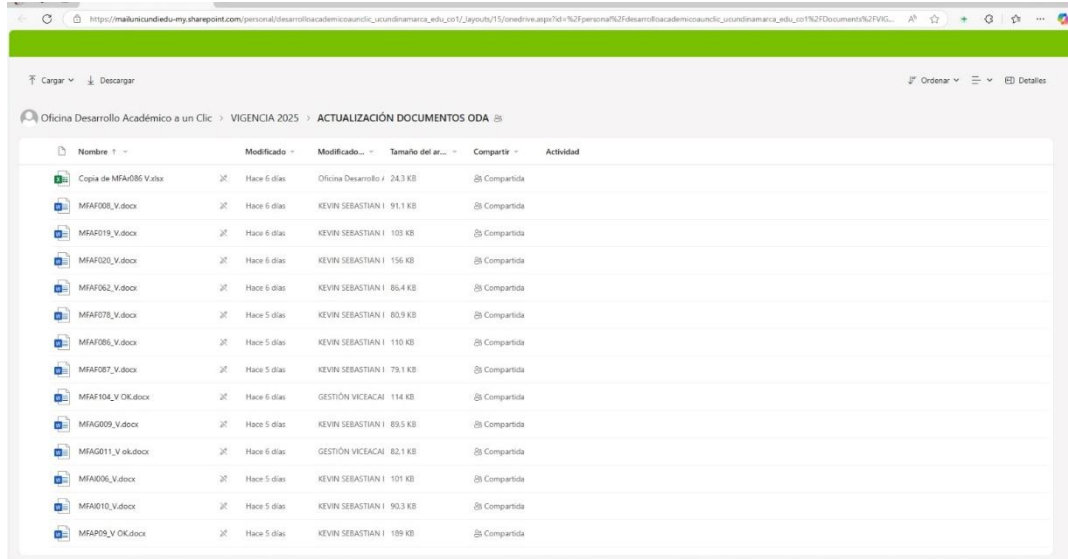 https://mailunicundiedu-my.sharepoint.com/personal/desarrolloacademicoaunclic_ucundinamarca_edu_co1/_layouts/15/onedrive.aspx?id=%2Fpersonal%2Fdesarrolloacademicoaunclic_ucundinamarca_edu_co1%2FDocuments%2FVIG...
Cargar Descargar Ordenar Detalles
Oficina Desarrollo Académico a un Clic > VIGENCIA 2025 > ACTUALIZACIÓN DOCUMENTOS ODA
Nombre Modificado Modificado... Tamaño del ar... Compartir Actividad
Copia de MFAr086 V.xlsx Hace 6 días Oficina Desarrollo 24,3 KB Compartida
MFAF008_V.docx Hace 6 días KEVIN SEBASTIAN 91,1 KB Compartida
MFAF019_V.docx Hace 6 días KEVIN SEBASTIAN 103 KB Compartida
MFAF020_V.docx Hace 6 días KEVIN SEBASTIAN 156 KB Compartida
MFAF062_V.docx Hace 6 días KEVIN SEBASTIAN 86,4 KB Compartida
MFAF078_V.docx Hace 5 días KEVIN SEBASTIAN 80,9 KB Compartida
MFAF086_V.docx Hace 5 días KEVIN SEBASTIAN 110 KB Compartida
MFAF087_V.docx Hace 5 días KEVIN SEBASTIAN 79,1 KB Compartida
MFAF104_V OK.docx Hace 6 días GESTIÓN VICEACAI 114 KB Compartida
MFAG009_V.docx Hace 5 días KEVIN SEBASTIAN 89,5 KB Compartida
MFAG011_V ok.docx Hace 6 días GESTIÓN VICEACAI 82,1 KB Compartida
MFAI006_V.docx Hace 5 días KEVIN SEBASTIAN 101 KB Compartida
MFAI010_V.docx Hace 5 días KEVIN SEBASTIAN 90,3 KB Compartida
MFAP09_V OK.docx Hace 5 días KEVIN SEBASTIAN 189 KB Compartida